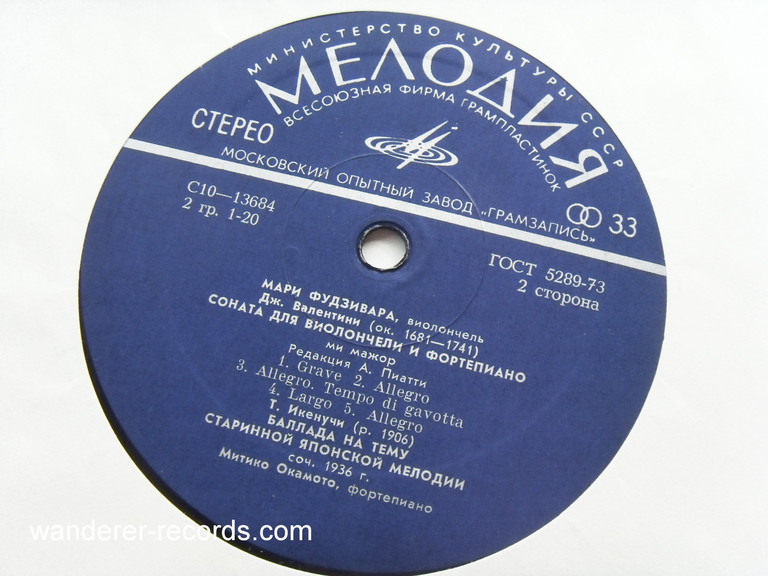 МИНИСТЕРСТВО КУЛЬТУРЫ СССР
МЕЛОДИЯ
ВСЕСОЮЗНАЯ ФИРМА ГРАМПЛАСТИНОК
СТЕРЕО
МОСКОВСКИЙ ОПЫТНЫЙ ЗАВОД „ГРАМЗАПИСЬ"
33
С10—13684
2 гр. 1-20
ГОСТ 5289-73
2 сторона
МАРИ ФУДЗИВАРА, виолончель
Дж. Валентини (ок. 1681—1741)
СОНАТА ДЛЯ ВИОЛОНЧЕЛИ И ФОРТЕПИАНО
ми мажор
Редакция А. Пиатти
1. Grave 2. Allegro
3. Allegro. Tempo di gavotta
4. Largo 5. Allegro
Т. Икенучи (р. 1906)
БАЛЛАДА НА ТЕМУ
СТАРИННОЙ ЯПОНСКОЙ МЕЛОДИИ
соч. 1936 г.
Митико Окамото, фортепиано
wanderer-records.com